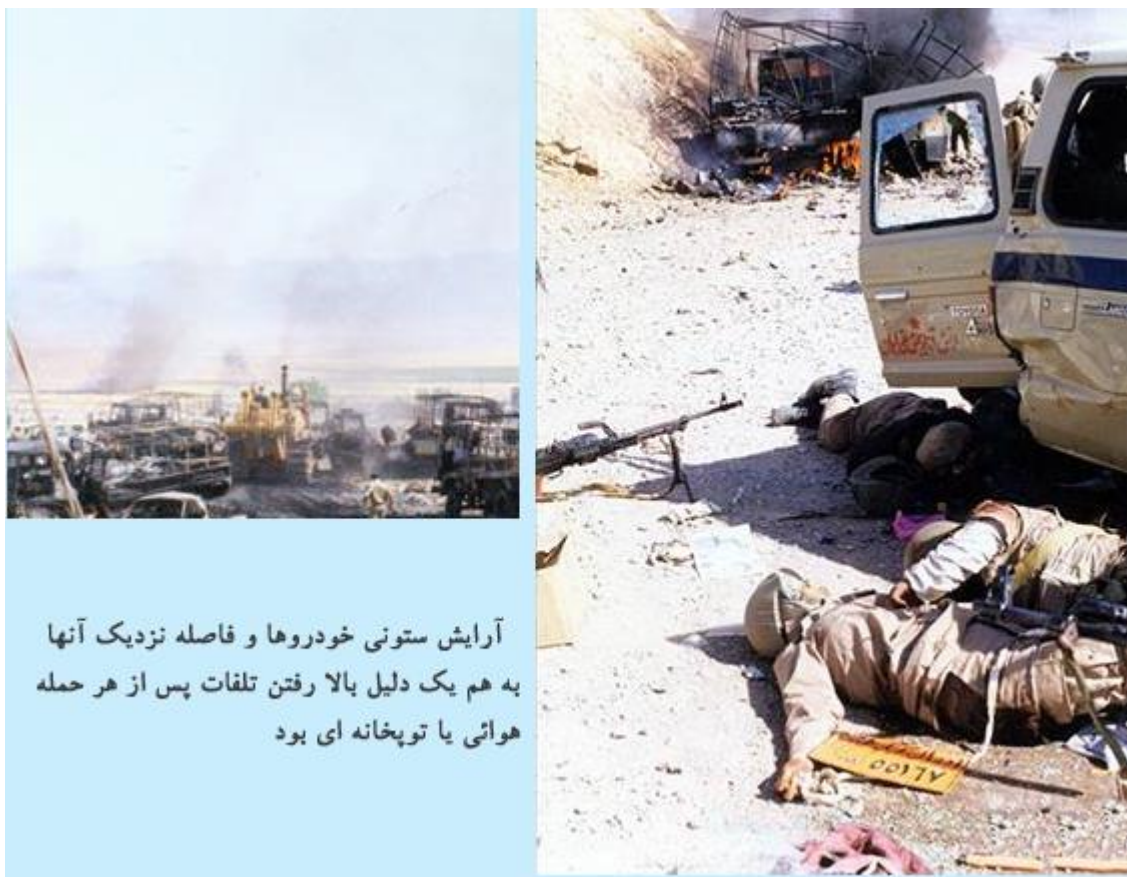 آرایش ستونی خودروها و فاصله نزدیک آنها
به هم یک دلیل بالا رفتن تلفات پس از هر حمله
هوائی یا توپخانه ای بود
۵۵۱۶۷